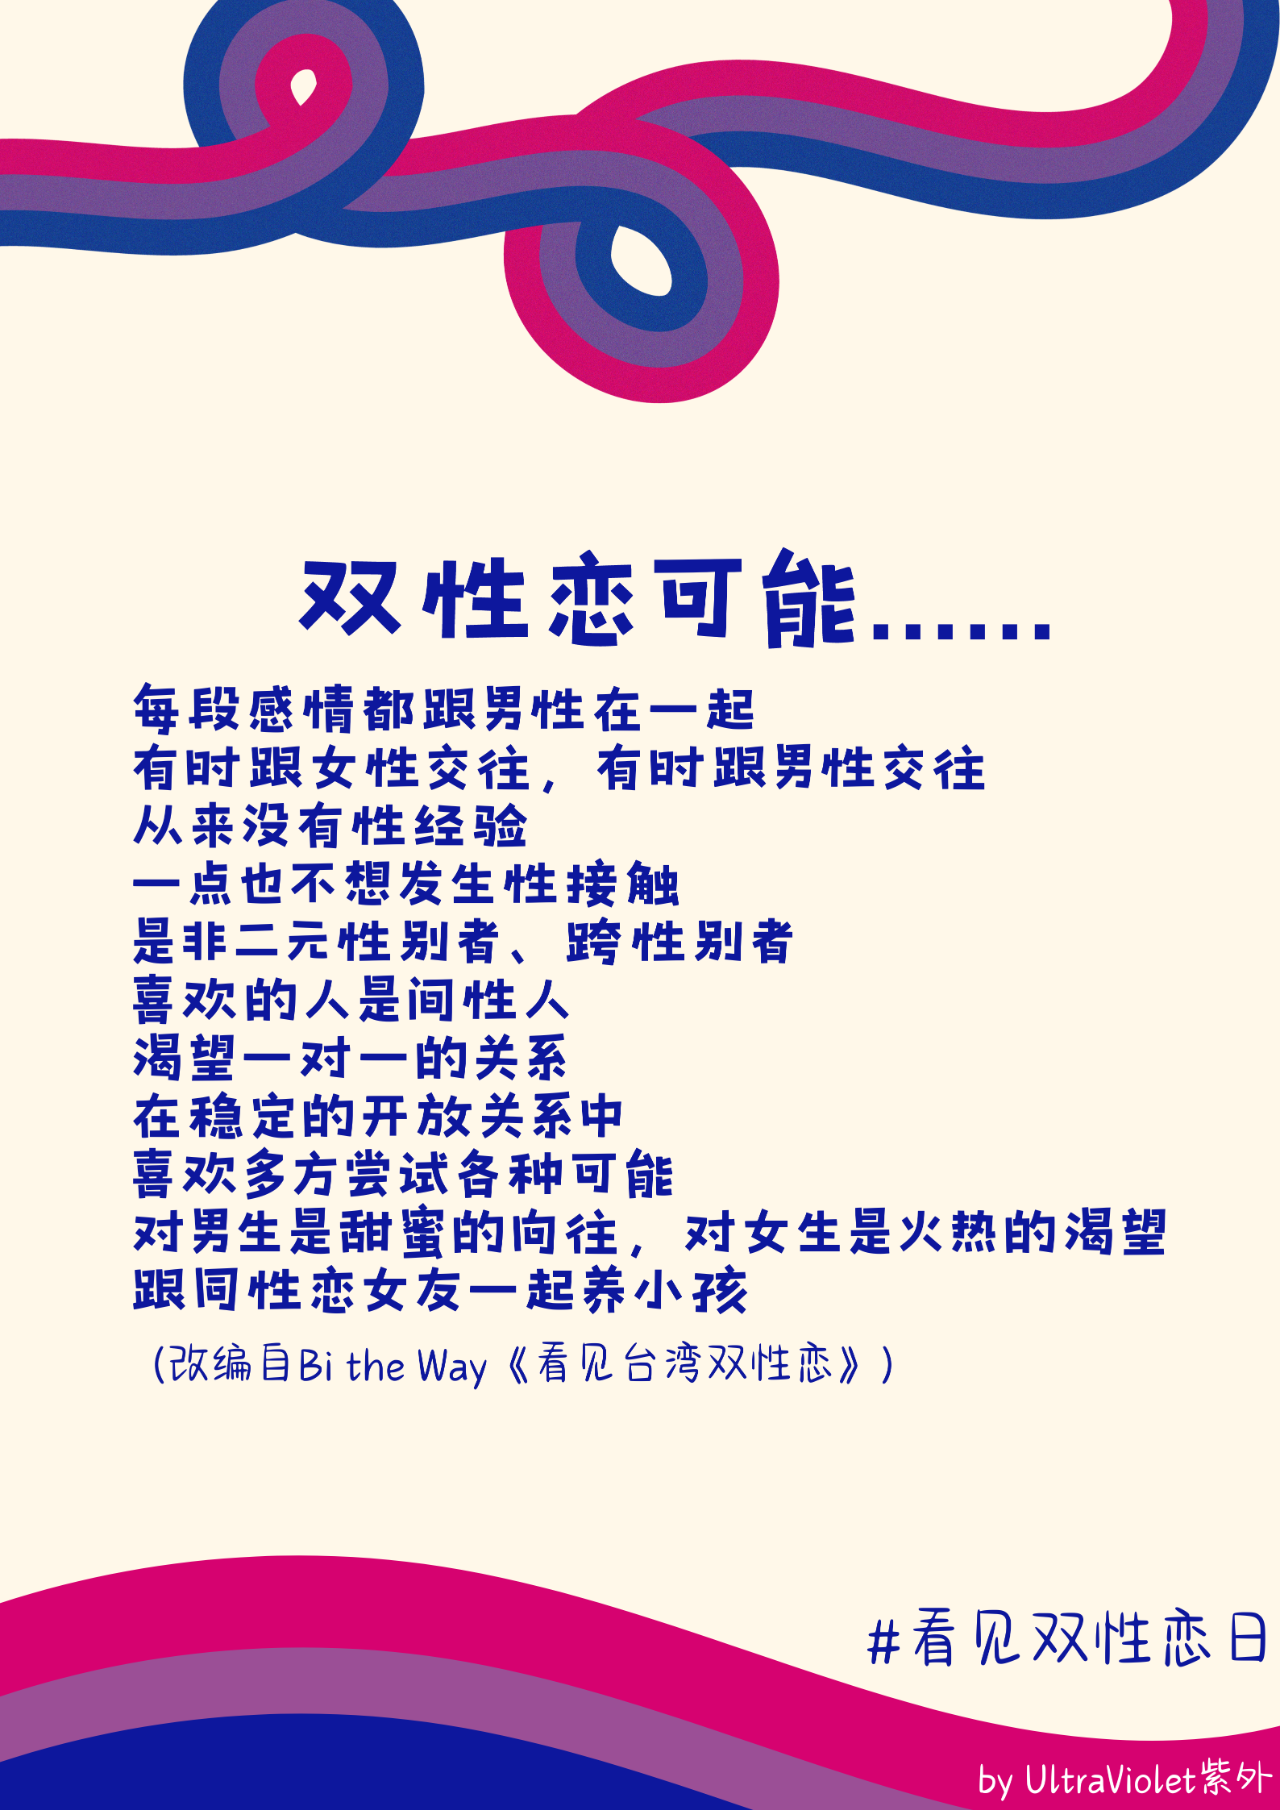 双性恋可能......
每段感情都跟男性在一起
有时跟女性交往，有时跟男性交往
从来没有性经验
一点也不想发生性接触
是非二元性别者、跨性别者
喜欢的人是间性人
渴望一对一的关系
在稳定的开放关系中
喜欢多方尝试各种可能
对男生是甜蜜的向往，对女生是火热的渴望
跟同性恋女友一起养小孩
（改编自Bi the Way《看见台湾双性恋》）
#看见双性恋日
by UltraViolet紫外